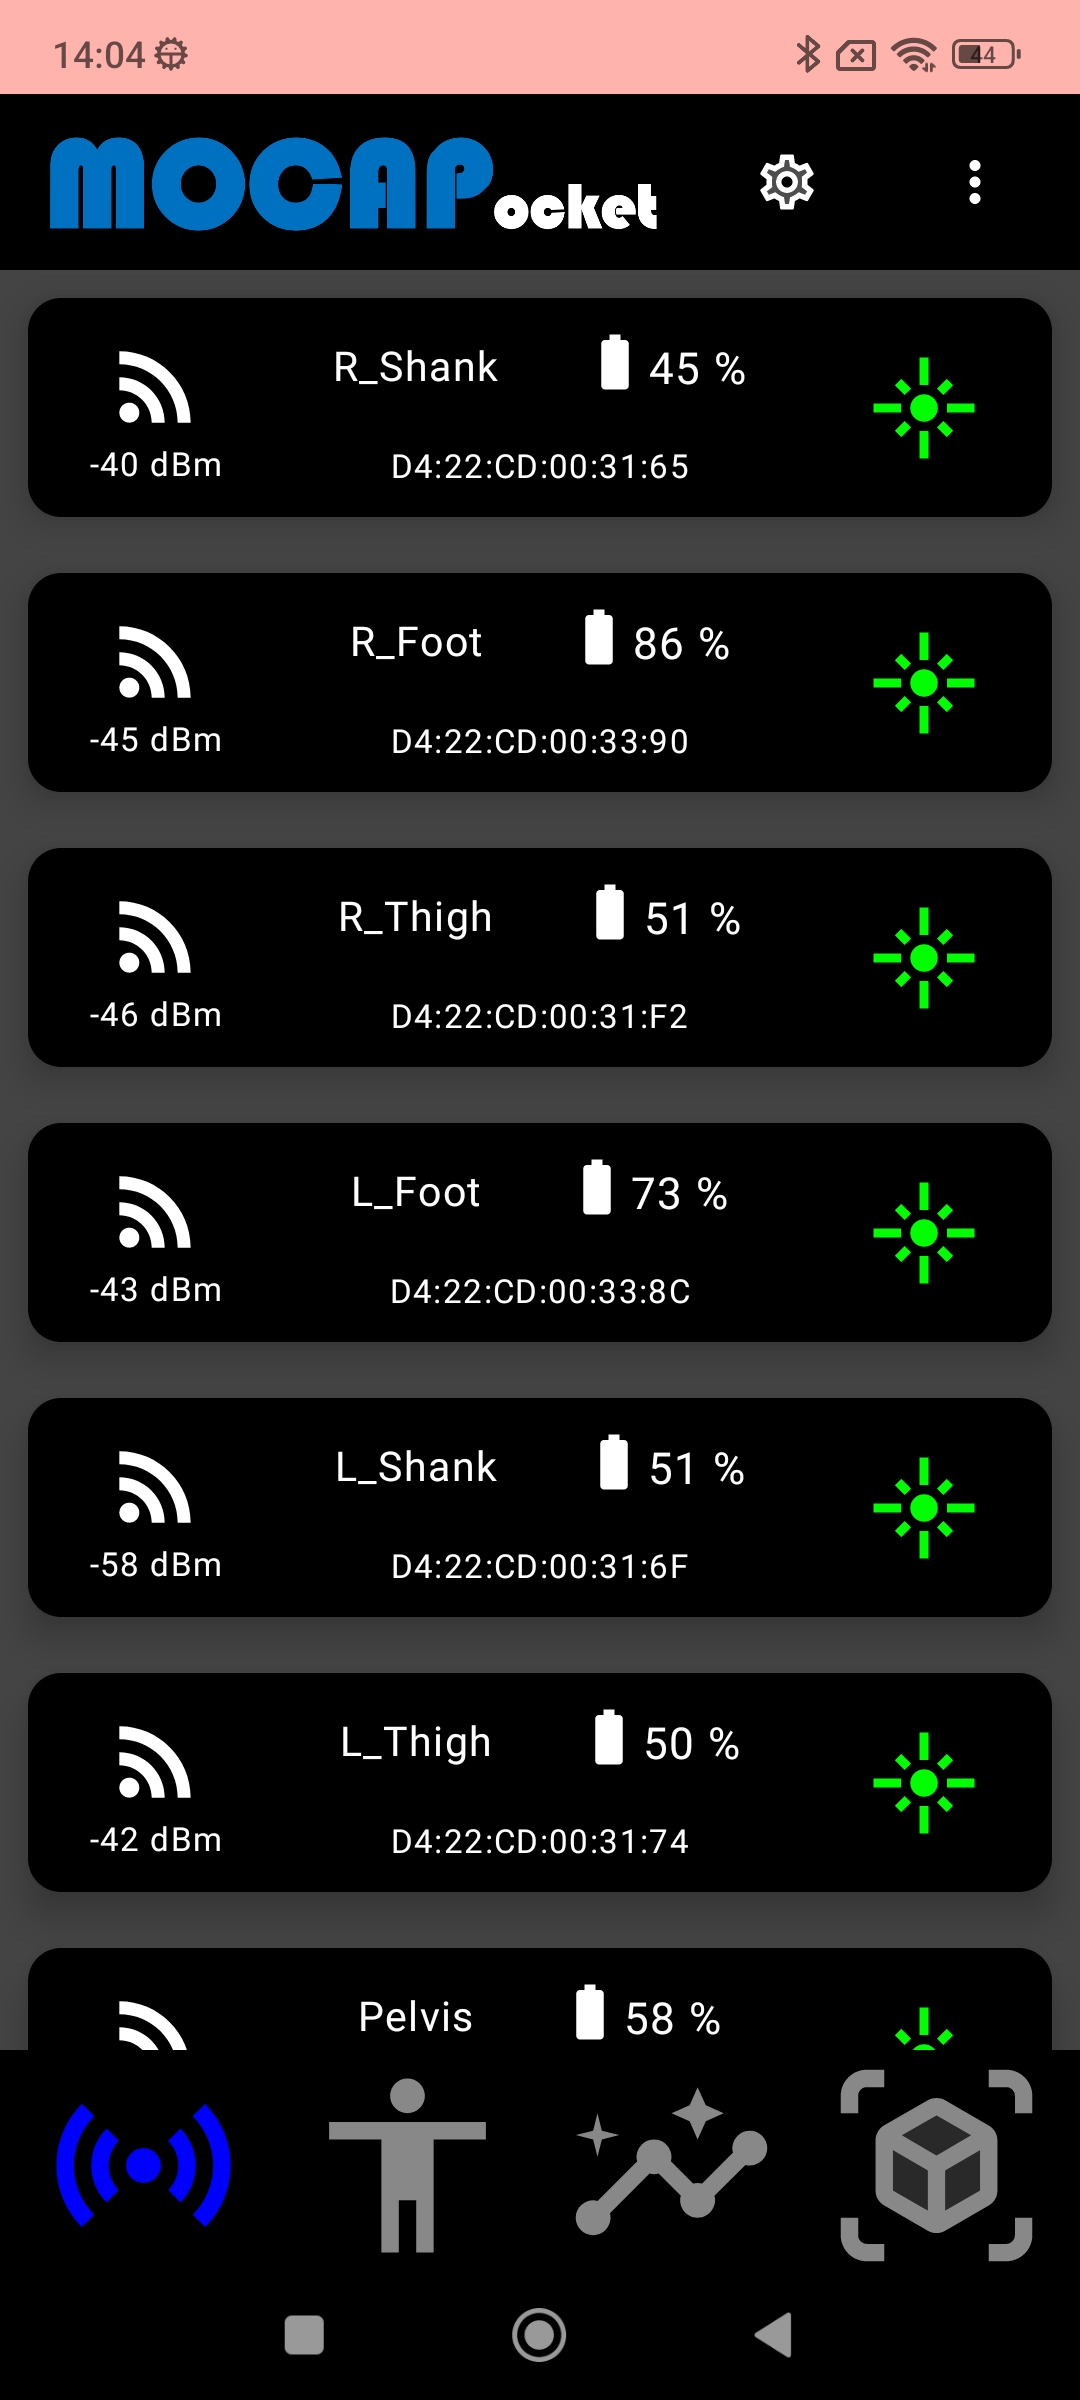 14:04 44
MOCAPocket
R_Shank 45 %
-40 dBm D4:22:CD:00:31:65
R_Foot 86 %
-45 dBm D4:22:CD:00:33:90
R_Thigh 51 %
-46 dBm D4:22:CD:00:31:F2
L_Foot 73 %
-43 dBm D4:22:CD:00:33:8C
L_Shank 51 %
-58 dBm D4:22:CD:00:31:6F
L_Thigh 50 %
-42 dBm D4:22:CD:00:31:74
Pelvis 58 %